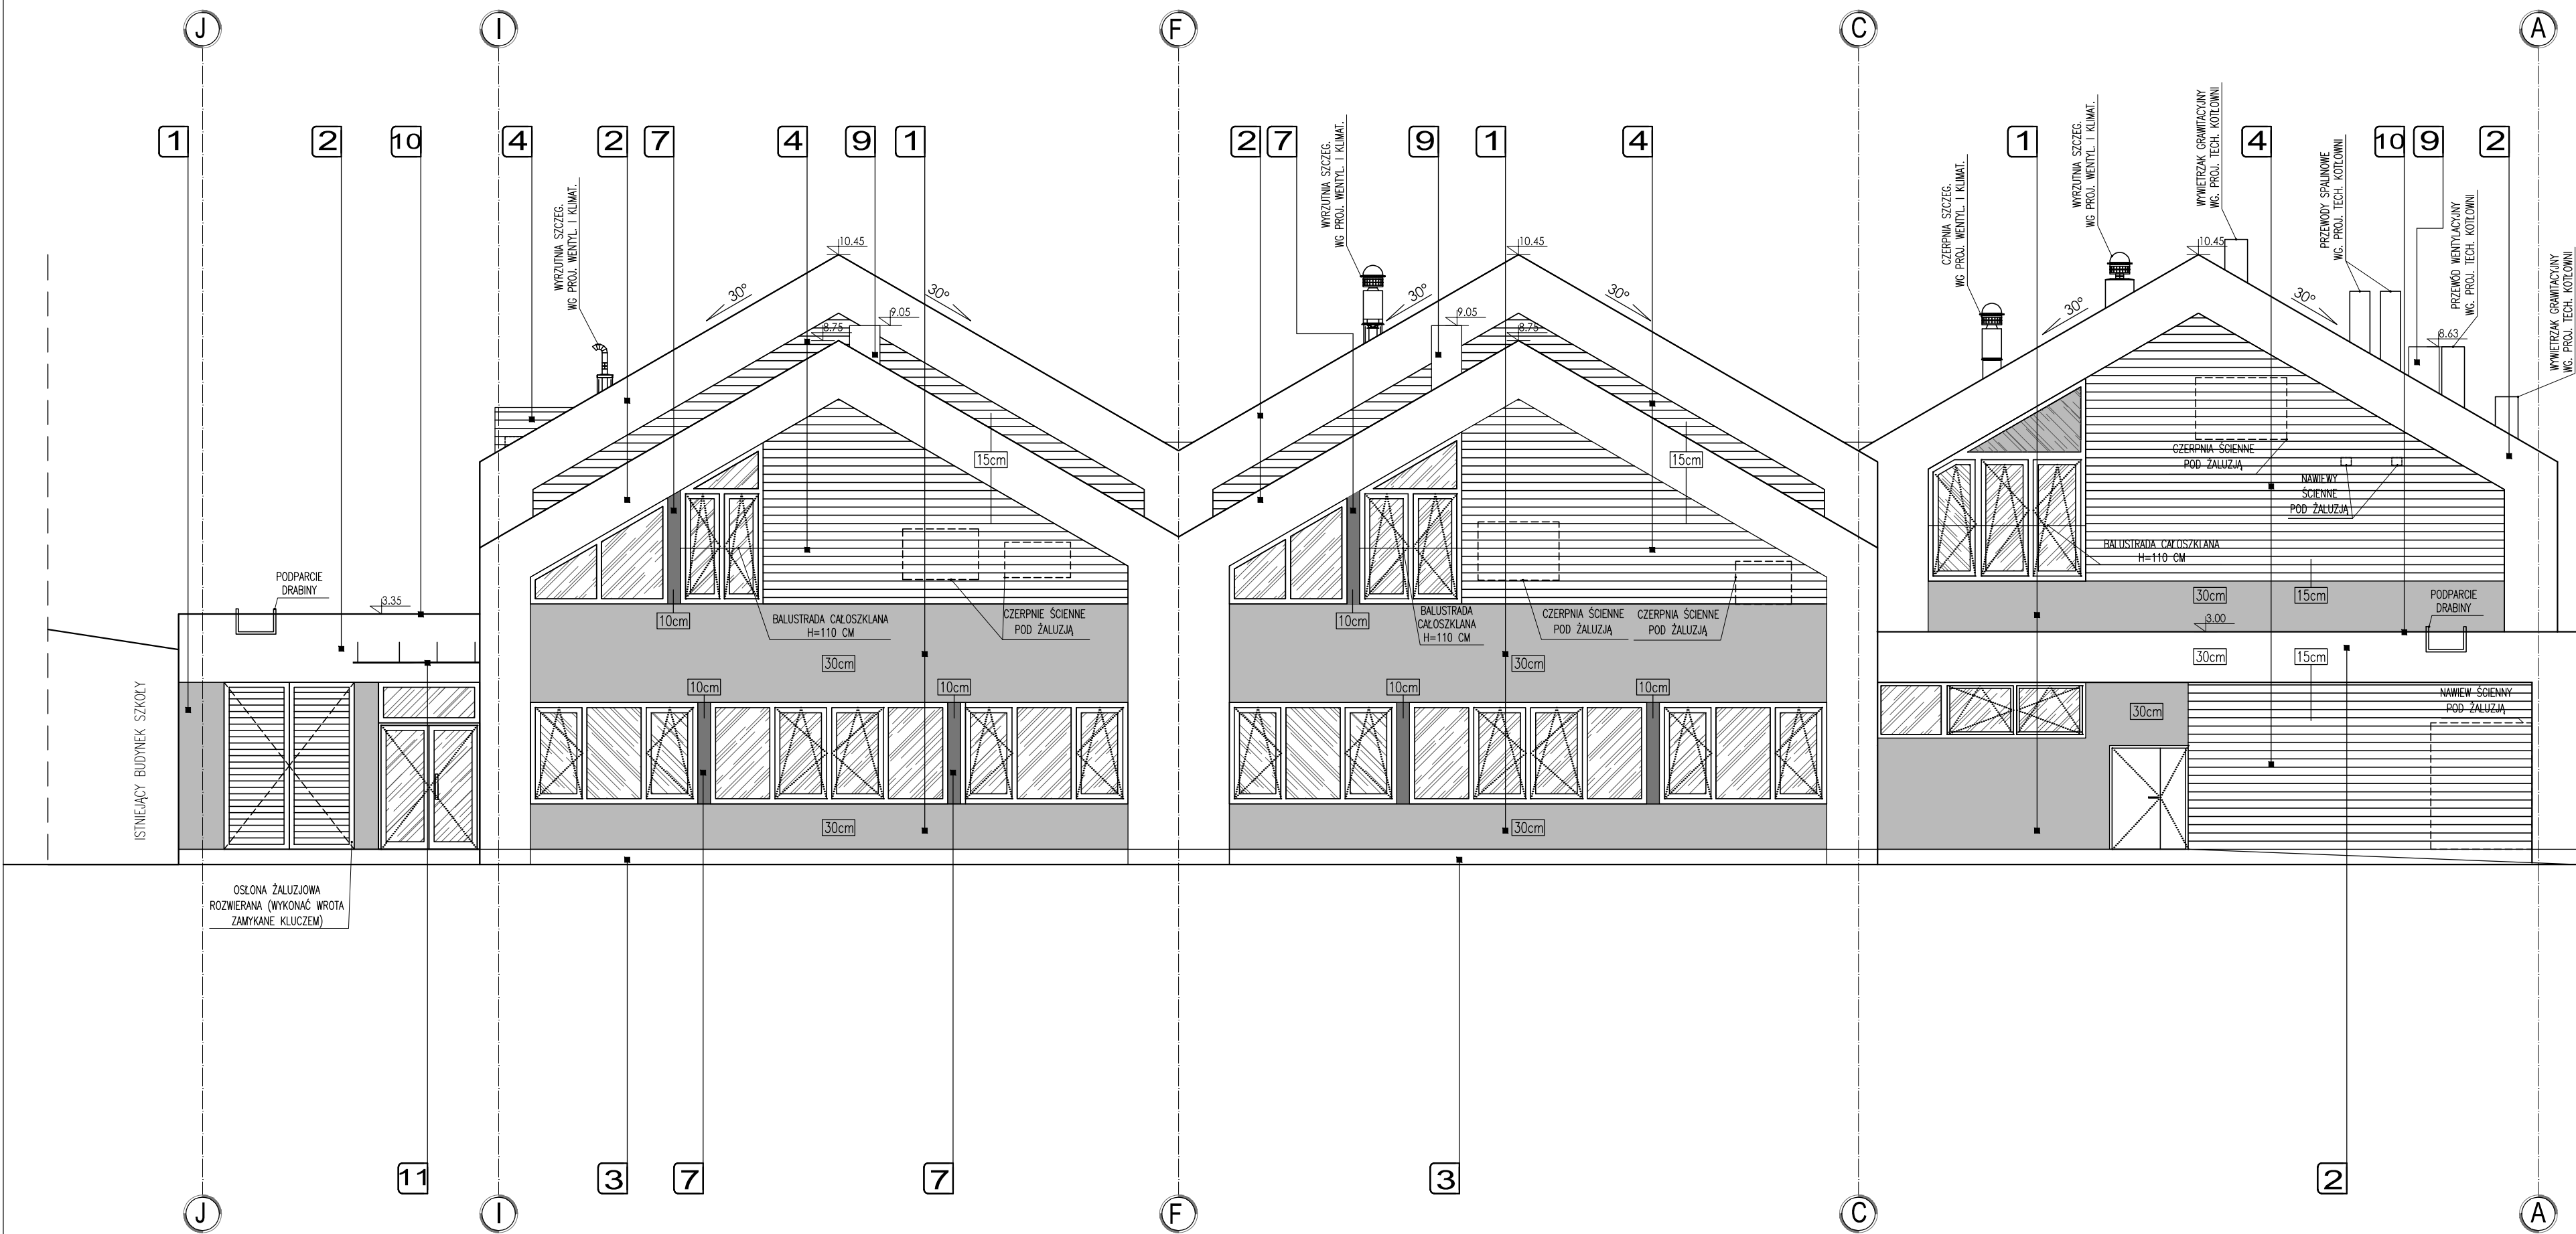 J
I
F
C
A
1
2
10
4
2
7
4
9
1
2
7
9
1
4
1
4
10
9
2
WYRZUTNIA SZCZEG.
WG PROJ. WENTYL. I KLIMAT.
WYRZUTNIA SZCZEG.
WG PROJ. WENTYL. I KLIMAT.
CZERPNIA SZCZEG.
WG PROJ. WENTYL. I KLIMAT.
WYRZUTNIA SZCZEG.
WG PROJ. WENTYL. I KLIMAT.
WYWIETRZAK GRAWITACYJNY
WG. PROJ. TECH. KOTŁOWNI
PRZEWODY SPALINOWE
WG. PROJ. TECH. KOTŁOWNI
PRZEWÓD WENTYLACYJNY
WG. PROJ. TECH. KOTŁOWNI
WYWIETRZAK GRAWITACYJNY
WG. PROJ. TECH. KOTŁOWNI
10.45
10.45
10.45
30°
30°
30°
30°
30°
30°
9.05
8.75
9.05
8.75
8.63
15cm
15cm
CZERPNIA ŚCIENNE
POD ŻALUZJĄ
NAWIEWY
ŚCIENNE
POD ŻALUZJĄ
BALUSTRADA CAŁOSZKLANA
H=110 CM
PODPARCIE
DRABINY
3.35
10cm
BALUSTRADA CAŁOSZKLANA
H=110 CM
CZERPNIE ŚCIENNE
POD ŻALUZJĄ
10cm
BALUSTRADA
CAŁOSZKLANA
H=110 CM
CZERPNIA ŚCIENNE
POD ŻALUZJĄ
CZERPNIA ŚCIENNE
POD ŻALUZJĄ
30cm
15cm
PODPARCIE
DRABINY
3.00
30cm
30cm
30cm
15cm
ISTNIEJĄCY BUDYNEK SZKOŁY
10cm
10cm
10cm
10cm
30cm
NAWIEW ŚCIENNY
POD ŻALUZJĄ
30cm
30cm
OSŁONA ŻALUZJOWA
ROZWIERANA (WYKONAĆ WROTA
ZAMYKANE KLUCZEM)
11
3
7
7
3
2
J
I
F
C
A